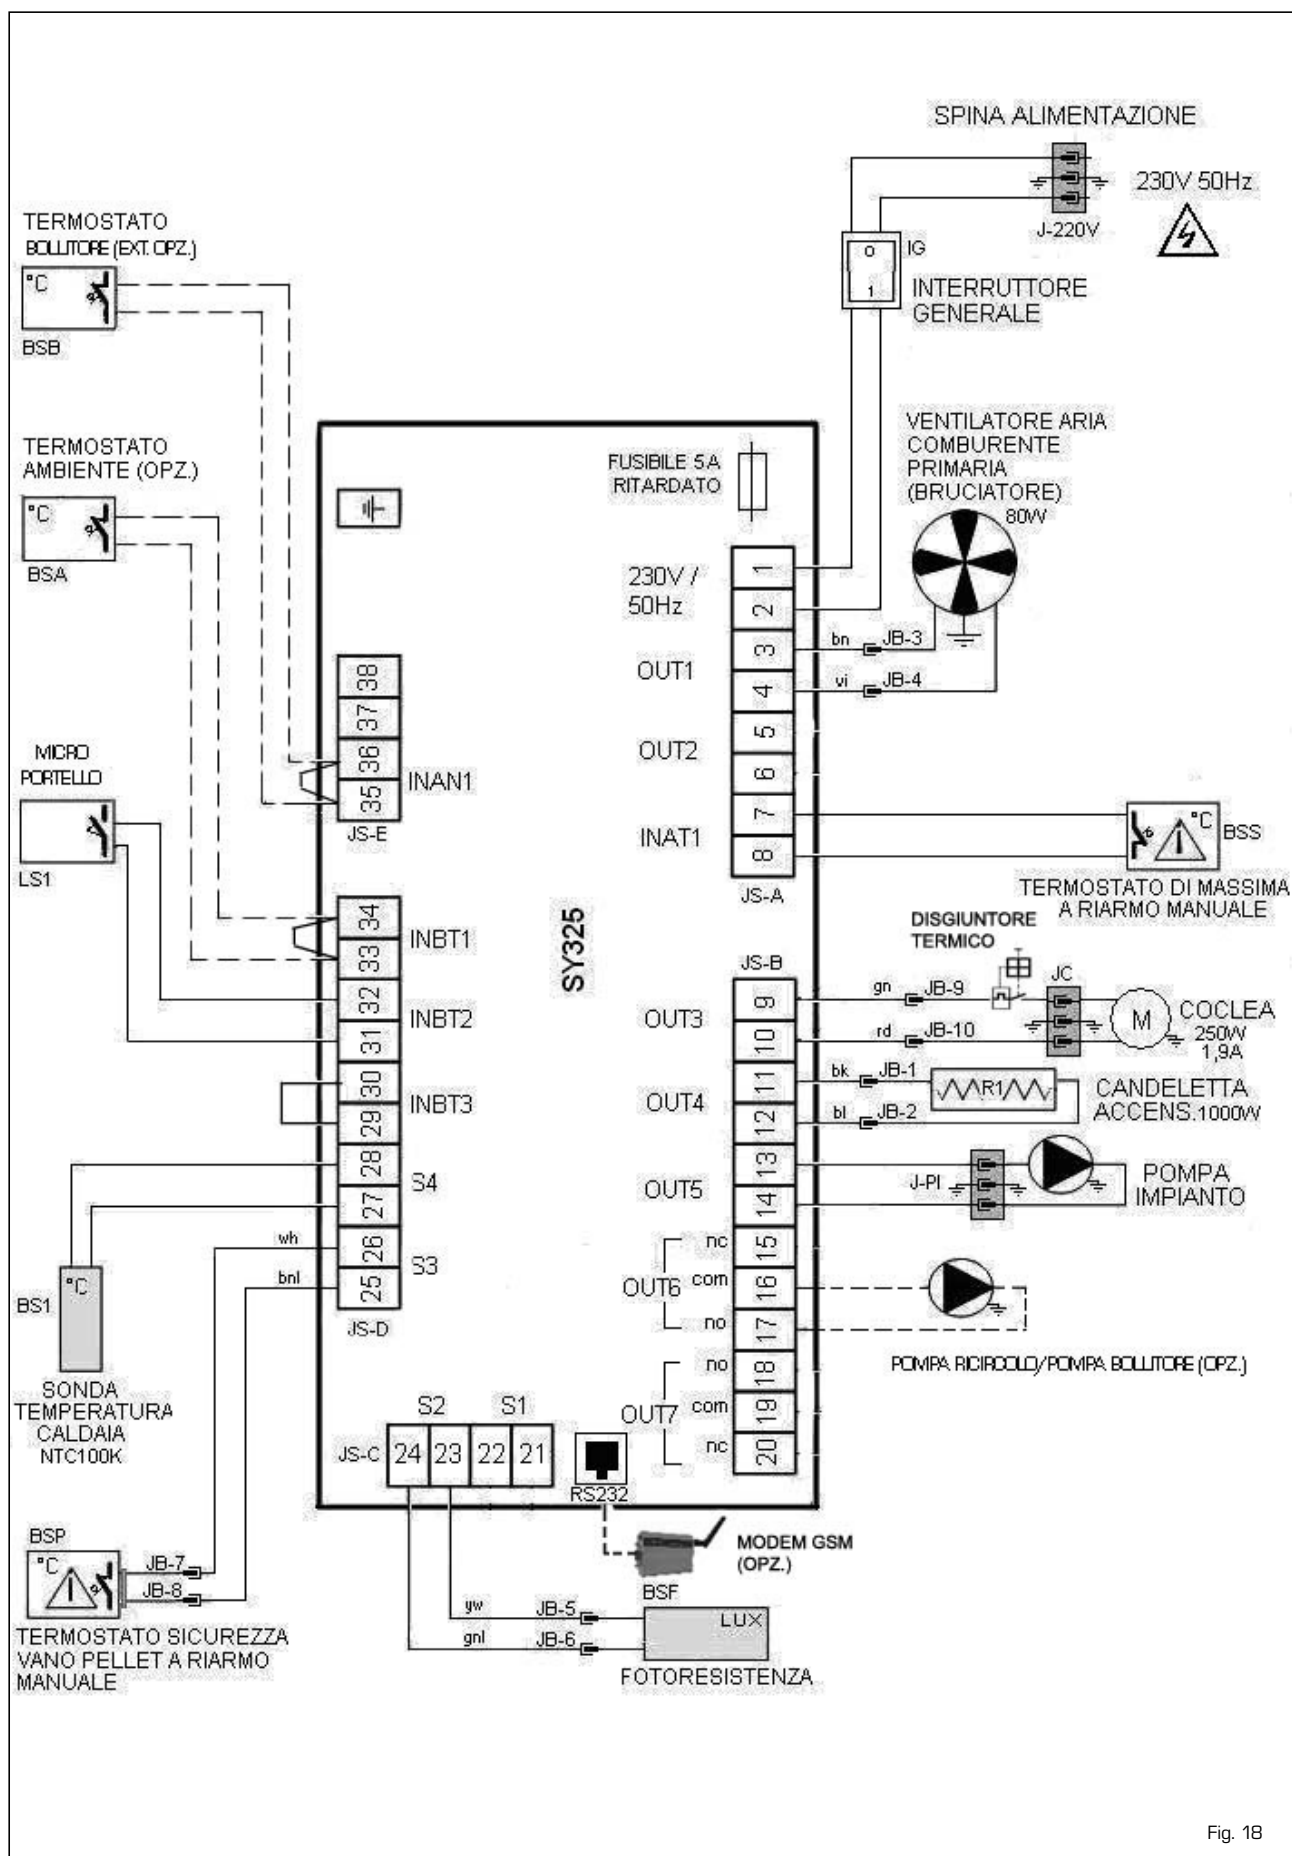 SPINA ALIMENTAZIONE
230V 50Hz
J-220V
TERMOSTATO
BOLLITORE (EXT. OPZ.)
°C
BSB
0
1
IG
INTERRUTTORE
GENERALE
TERMOSTATO
AMBIENTE (OPZ.)
°C
BSA
VENTILATORE ARIA
COMBURENTE
PRIMARIA
(BRUCIATORE)
80W
FUSIBILE 5A
RITARDATO
230V /
50Hz
1
2
3
4
5
6
7
8
bn
JB-3
vi
JB-4
OUT1
OUT2
INAT1
JS-A
38
37
36
35
INAN1
JS-E
MICRO
PORTELLO
LS1
°C
BSS
TERMOSTATO DI MASSIMA
A RIARMO MANUALE
SY325
34
33
32
31
30
29
28
27
26
25
INBT1
INBT2
INBT3
S4
S3
JS-D
DISGIUNTORE
TERMICO
JS-B
9
10
11
12
13
14
15
16
17
18
19
20
OUT3
OUT4
OUT5
OUT6
OUT7
nc
com
no
no
com
nc
gn
JB-9
rd
JB-10
JC
M
COCLEA
250W
1,9A
bk
JB-1
bl
JB-2
R1
CANDELETTA
ACCENS.1000W
J-PI
POMPA
IMPIANTO
POMPA RICIRCOLO/POMPA BOLLITORE (OPZ.)
wh
bnl
°C
BS1
SONDA
TEMPERATURA
CALDAIA
NTC100K
S2
S1
JS-C
24
23
22
21
RS232
MODEM GSM
(OPZ.)
BSP
°C
JB-7
JB-8
TERMOSTATO SICUREZZA
VANO PELLET A RIARMO
MANUALE
yw
JB-5
gnl
JB-6
BSF
LUX
FOTORESISTENZA
Fig. 18